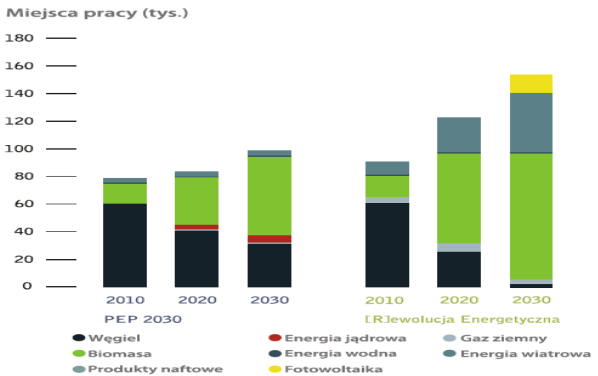 Miejsca pracy (tys.)
180
160
140
120
100
80
60
40
20
0
2010 2020 2030 2010 2020 2030
PEP 2030 [R]ewolucja Energetyczna
Węgiel Energia jądrowa Gaz ziemny
Biomasa Energia wodna Energia wiatrowa
Produkty naftowe Fotowoltaika